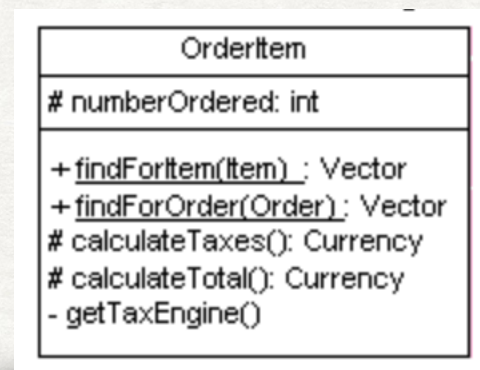 OrderItem
# numberOrdered: int
+ findForItem(Item) : Vector
+ findForOrder(Order) : Vector
# calculateTaxes(): Currency
# calculateTotal(): Currency
- getTaxEngine()